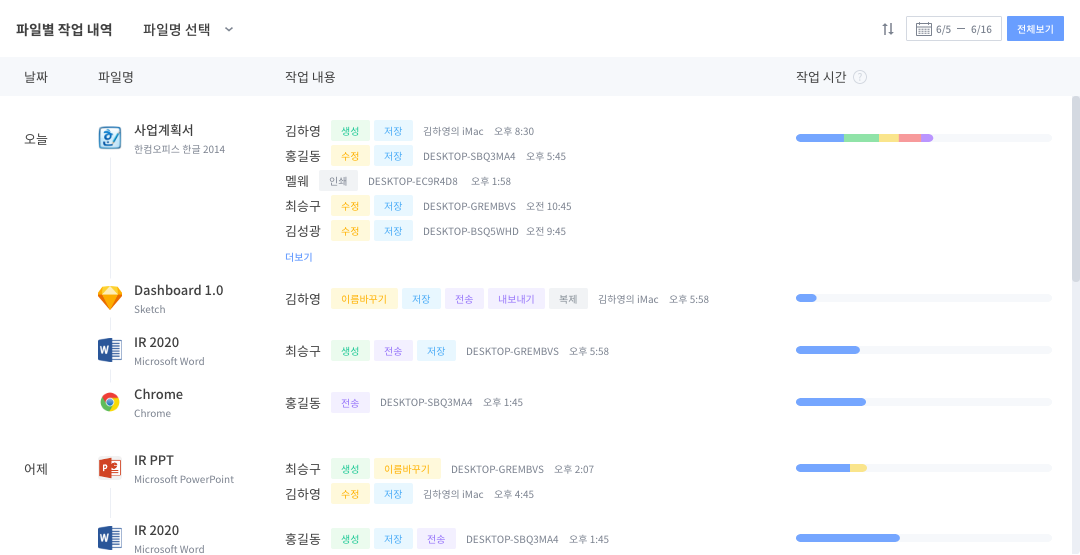 파일별 작업 내역 파일명 선택 6/5 — 6/16 전체보기
날짜 파일명 작업 내용 작업 시간 ?
오늘 사업계획서
한컴오피스 한글 2014
김하영 생성 저장 김하영의 iMac 오후 8:30
홍길동 수정 저장 DESKTOP-SBQ3MA4 오후 5:45
멜웨 인쇄 DESKTOP-EC9R4D8 오후 1:58
최승구 수정 저장 DESKTOP-GREMBVS 오전 10:45
김성광 수정 저장 DESKTOP-BSQ5WHD 오전 9:45
더보기
Dashboard 1.0
Sketch
김하영 이름바꾸기 저장 전송 내보내기 복제 김하영의 iMac 오후 5:58
IR 2020
Microsoft Word
최승구 생성 전송 저장 DESKTOP-GREMBVS 오후 5:58
Chrome
Chrome
홍길동 전송 DESKTOP-SBQ3MA4 오후 1:45
어제 IR PPT
Microsoft PowerPoint
최승구 생성 이름바꾸기 DESKTOP-GREMBVS 오후 2:07
김하영 수정 저장 김하영의 iMac 오후 4:45
IR 2020
Microsoft Word
홍길동 생성 저장 전송 DESKTOP-SBQ3MA4 오후 1:45